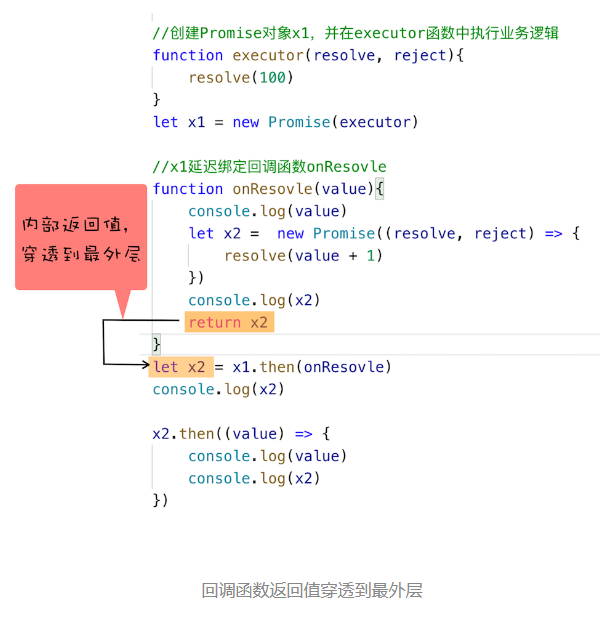 //创建Promise对象x1，并在executor函数中执行业务逻辑
function executor(resolve, reject){
resolve(100)
}
let x1 = new Promise(executor)
//x1延迟绑定回调函数onResovle
function onResovle(value){
console.log(value)
let x2 =  new Promise((resolve, reject) => {
resolve(value + 1)
})
console.log(x2)
return x2
}
let x2 = x1.then(onResovle)
console.log(x2)
x2.then((value) => {
console.log(value)
console.log(x2)
})
内部返回值，
穿透到最外层
回调函数返回值穿透到最外层